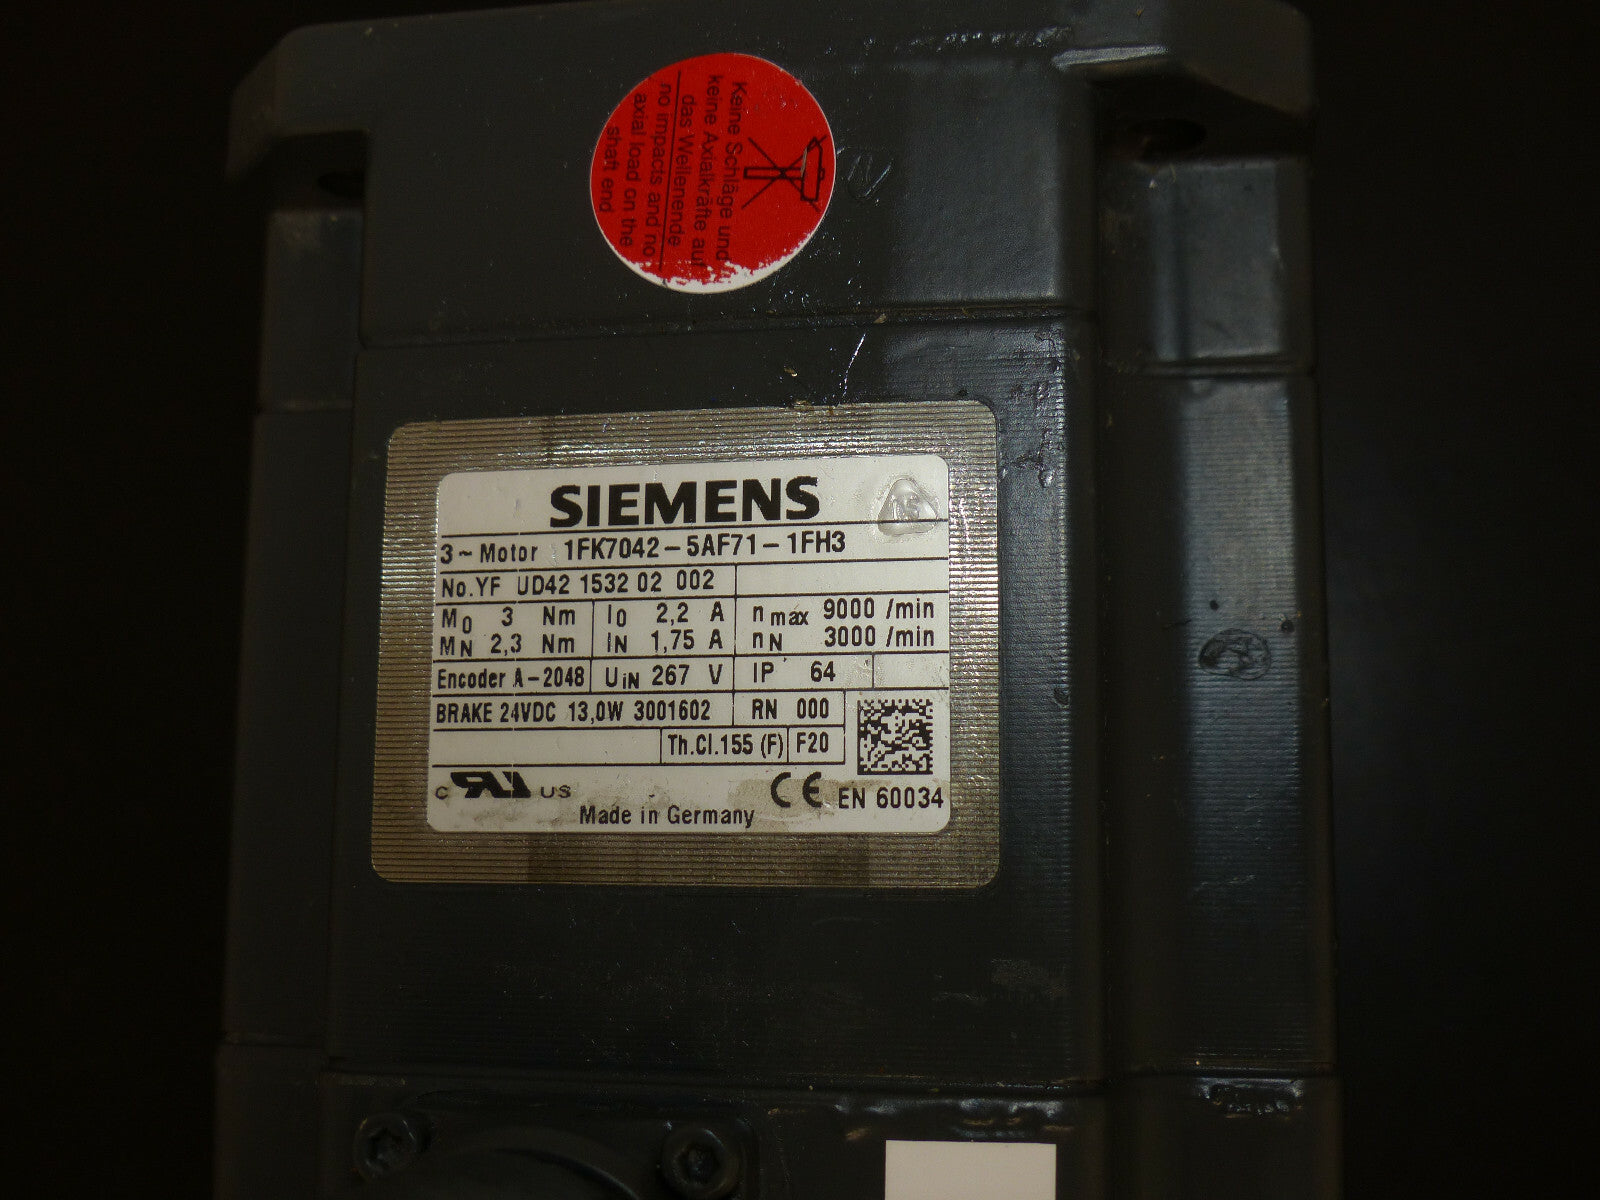 Keine Schläge und
keine Axialkräfte auf
das Wellenende
no impacts and no
axial load on the
shaft end
SIEMENS
3 ~ Motor 1FK7042 - 5AF71 - 1FH3
No.YF UD42 1532 02 002
M0 3 Nm I0 2,2 A n max 9000 /min
MN 2,3 Nm IN 1,75 A nN 3000 /min
Encoder A - 2048 UIN 267 V IP 64
BRAKE 24VDC 13,0W 3001602 RN 000
Th.Cl.155 (F) F20
C US CE EN 60034
Made in Germany